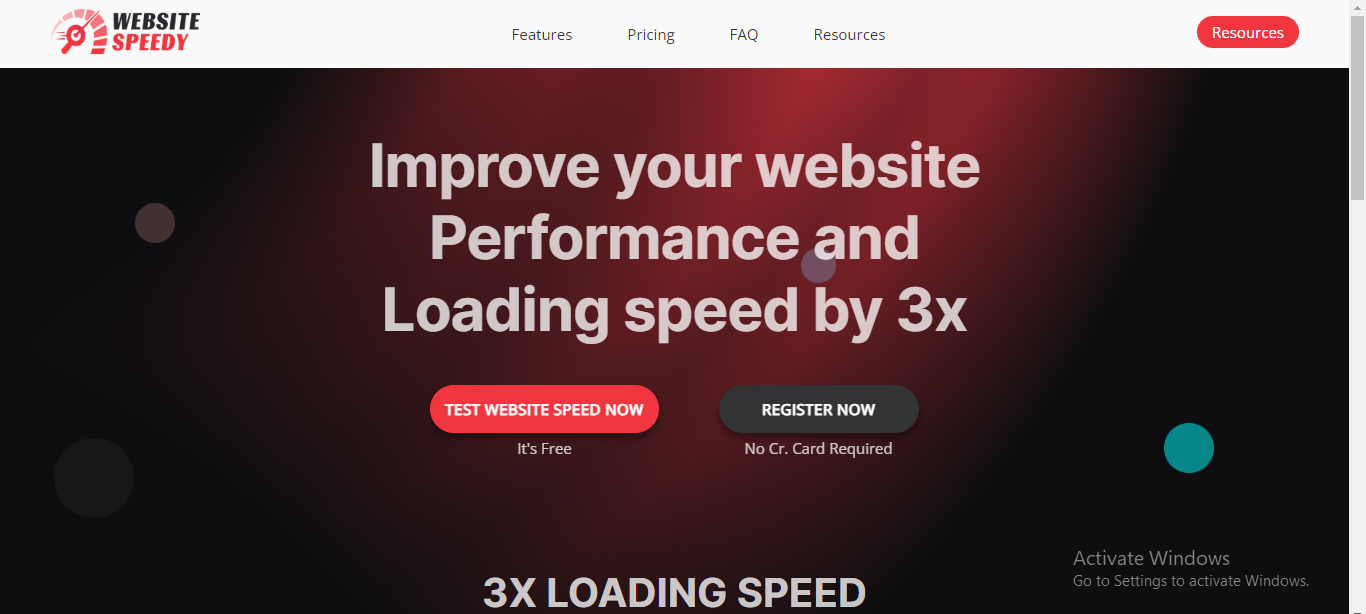 WEBSITE
SPEEDY
Features
Pricing
FAQ
Resources
Resources
Improve your website
Performance and
Loading speed by 3x
TEST WEBSITE SPEED NOW
REGISTER NOW
It's Free
No Cr. Card Required
Activate Windows
Go to Settings to activate Windows.
3X LOADING SPEED